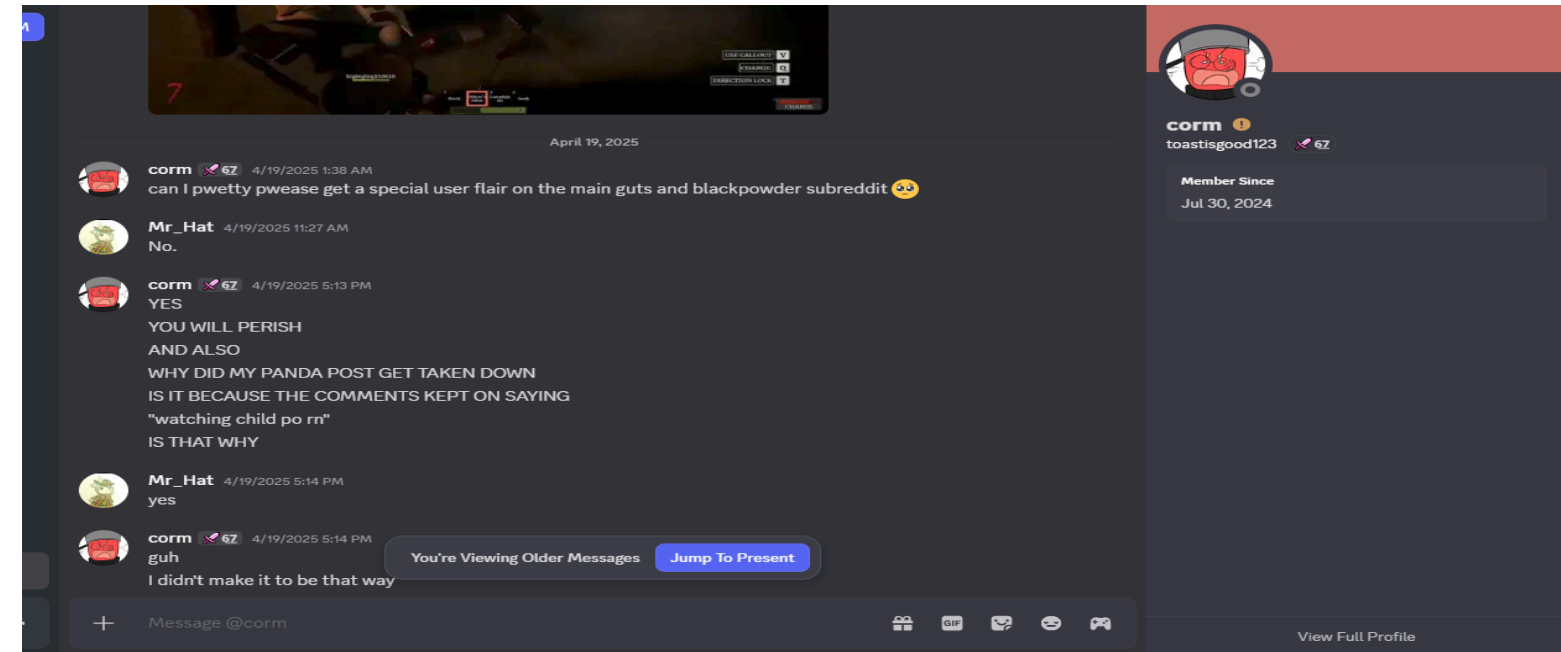 USE CALLOUT V
CHARGE Q
DIRECTION LOCK T
7
CHARGE
April 19, 2025
corm 67 4/19/2025 1:38 AM
can I pwetty pwease get a special user flair on the main guts and blackpowder subreddit 🥺
Mr_Hat 4/19/2025 11:27 AM
No.
corm 67 4/19/2025 5:13 PM
YES
YOU WILL PERISH
AND ALSO
WHY DID MY PANDA POST GET TAKEN DOWN
IS IT BECAUSE THE COMMENTS KEPT ON SAYING
"watching child po rn"
IS THAT WHY
Mr_Hat 4/19/2025 5:14 PM
yes
corm 67 4/19/2025 5:14 PM
guh
I didn't make it to be that way
You're Viewing Older Messages Jump To Present
Message @corm
GIF
corm
toastisgood123 67
Member Since
Jul 30, 2024
View Full Profile